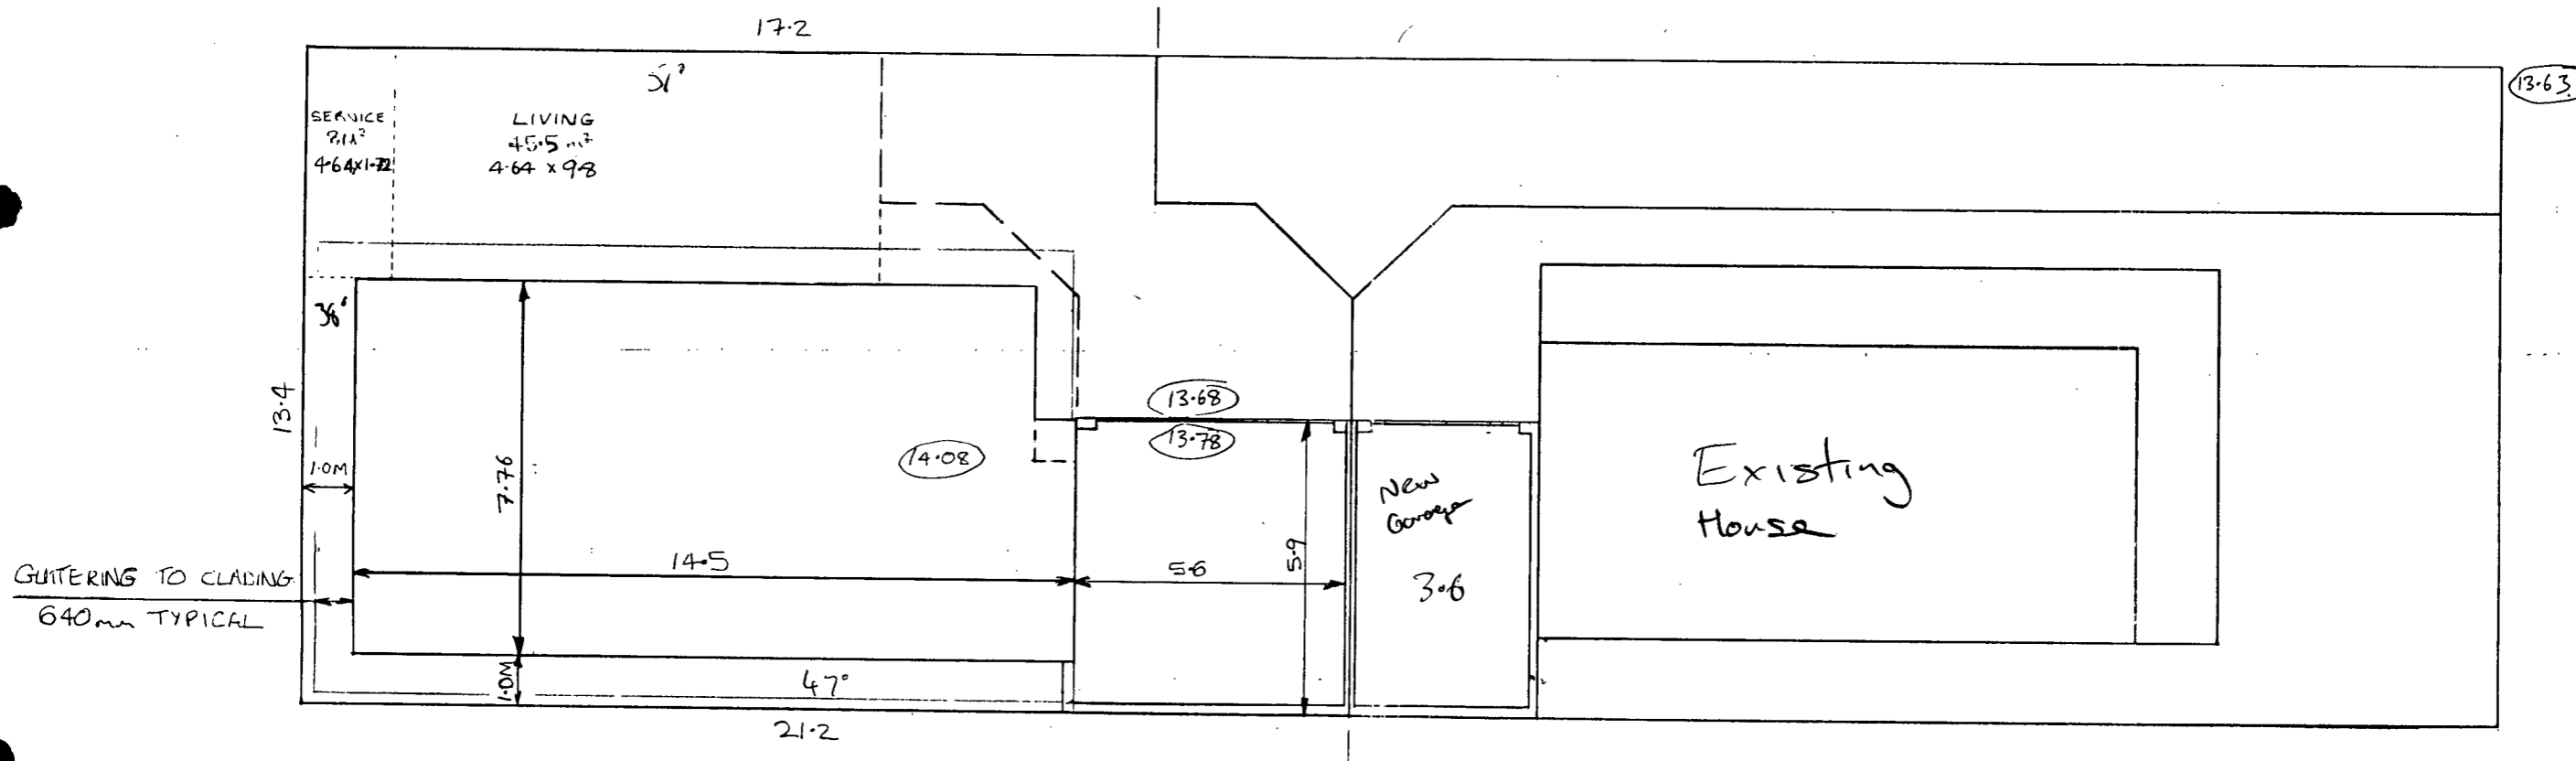 17.2
51°
13.63
SERVICE
4.64x1.72
LIVING
45.5 m²
4.64 x 9.8
36°
13.4
1.0M
7.76
14.08
13.68
13.78
14.5
5.6
5.9
New
Garage
3.6
Existing
House
GUTTERING TO CLADING
640mm TYPICAL
1.0M
47°
21.2